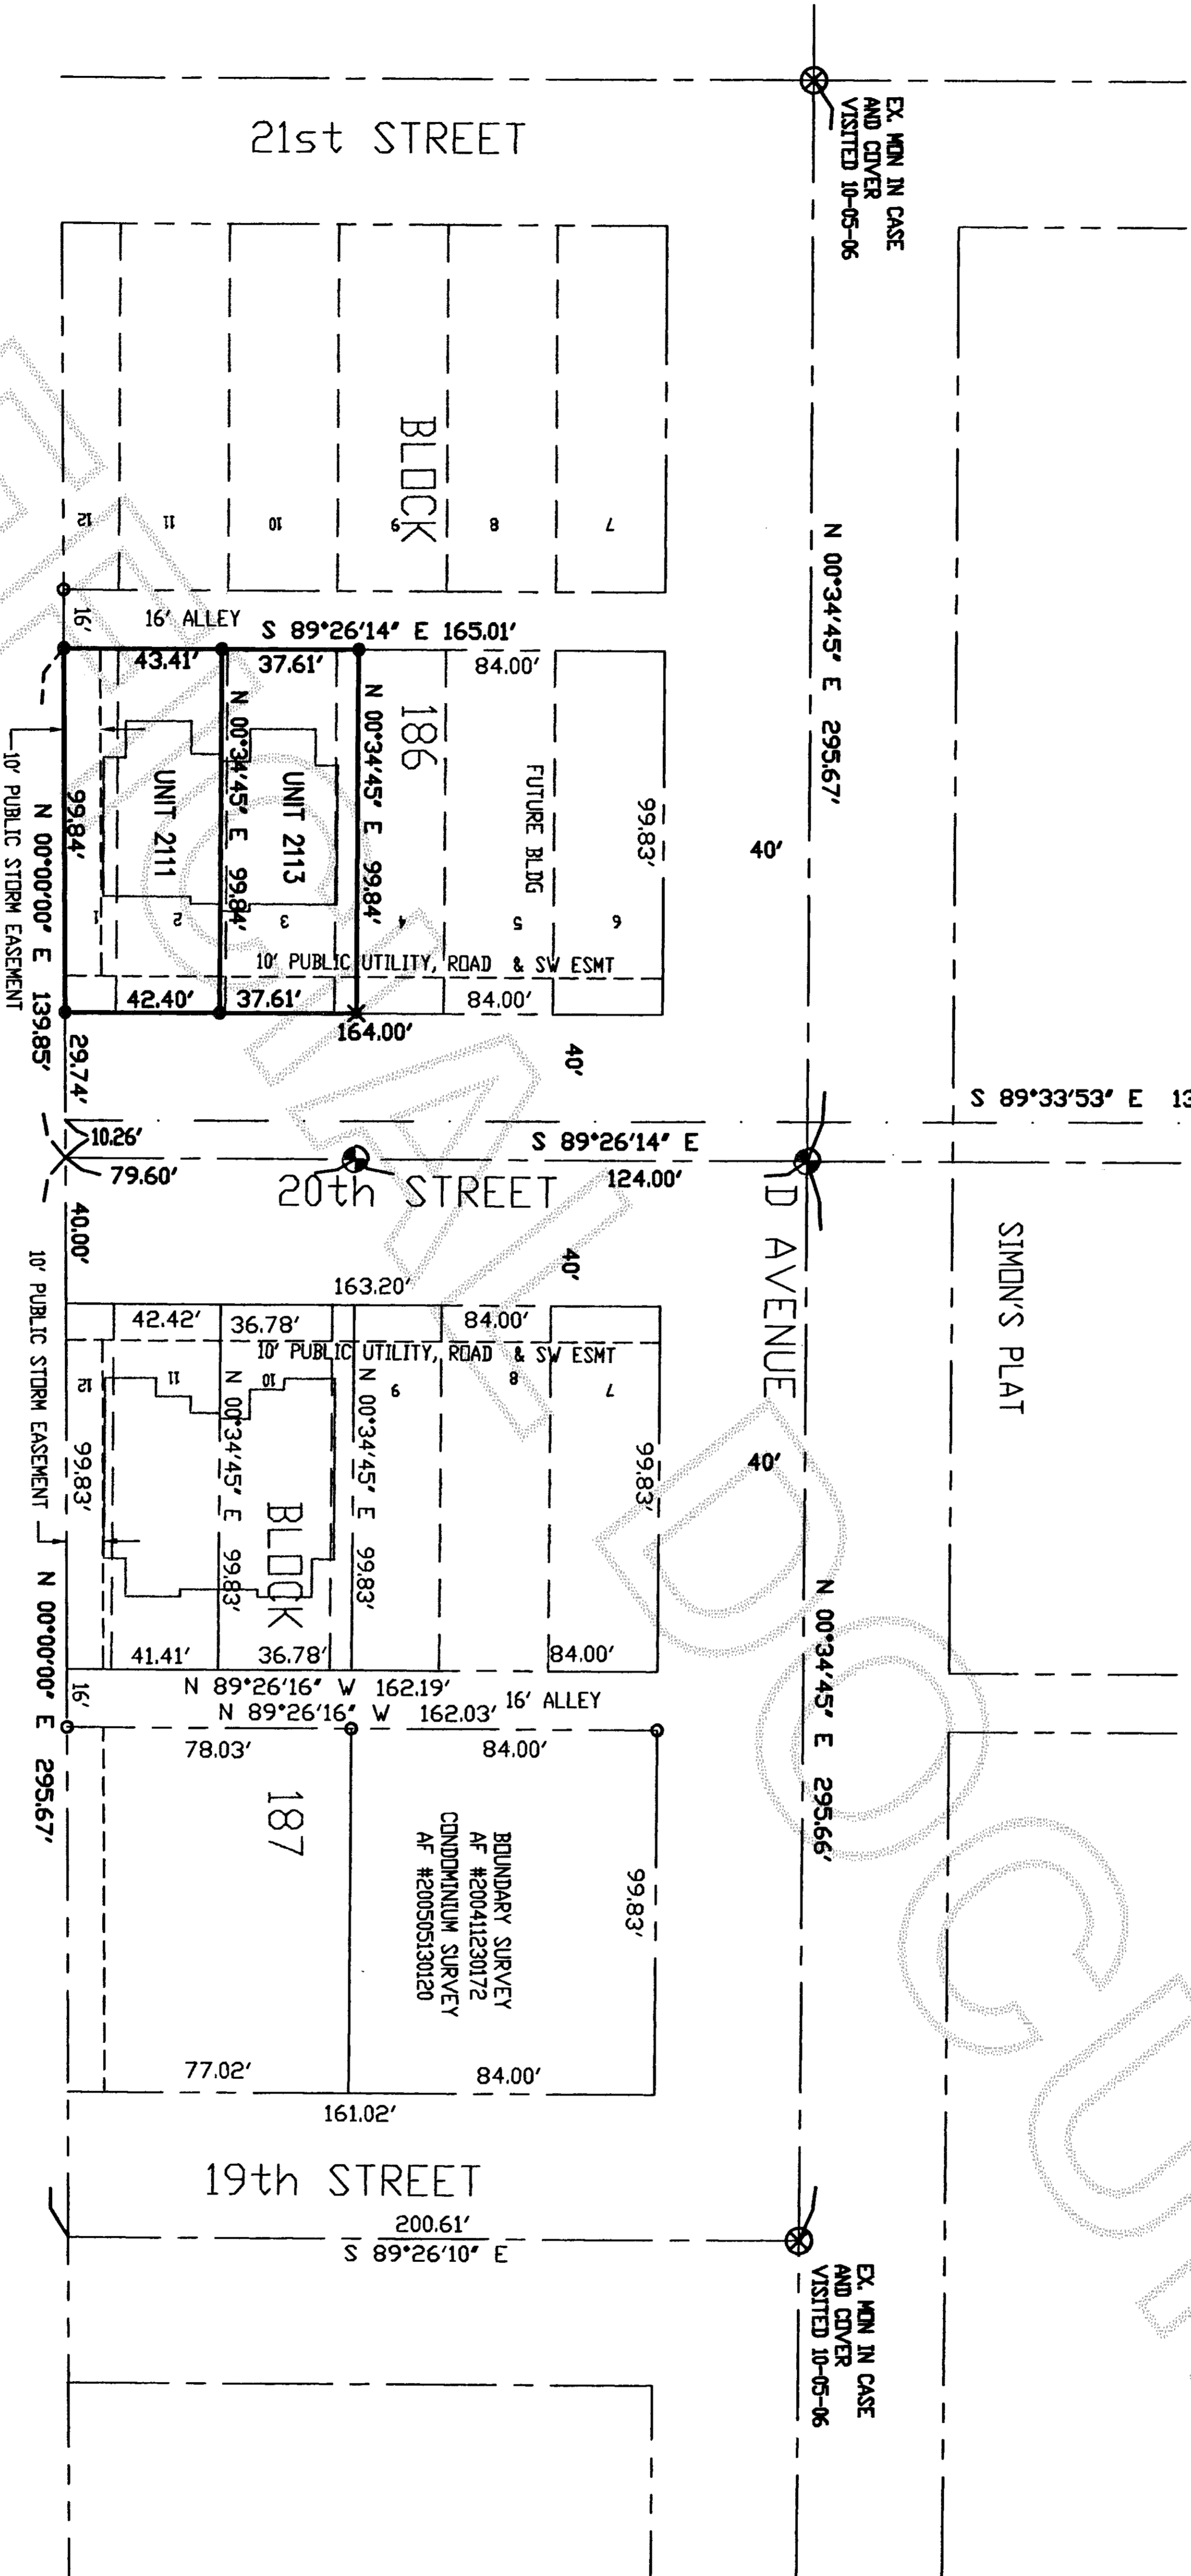 EX. MON IN CASE
AND COVER
VISITED 10-05-06
21st STREET
N 00°34'45" E 295.67'
BLOCK
12
11
10
9
8
7
16'
16' ALLEY
S 89°26'14" E 165.01'
43.41'
37.61'
84.00'
N 00°34'45" E 99.84'
N 00°34'45" E 99.84'
186
UNIT 2111
UNIT 2113
FUTURE BLDG
99.83'
40'
99.84'
10' PUBLIC STORM EASEMENT
N 00°00'00" E 139.85'
1
2
3
4
5
6
10' PUBLIC UTILITY, ROAD & SW ESMT
42.40'
37.61'
84.00'
164.00'
29.74'
40'
S 89°33'53" E 13
10.26'
S 89°26'14" E
79.60'
124.00'
20th STREET
D AVENUE
40.00'
40'
SIMON'S PLAT
163.20'
42.42'
36.78'
84.00'
10' PUBLIC UTILITY, ROAD & SW ESMT
10' PUBLIC STORM EASEMENT
12
11
10
9
8
7
N 00°34'45" E 99.83'
N 00°34'45" E 99.83'
99.83'
99.83'
40'
BLOCK
N 00°00'00" E 295.67'
N 00°34'45" E 295.66'
41.41'
36.78'
84.00'
16'
N 89°26'16" W 162.19'
16' ALLEY
N 89°26'16" W 162.03'
78.03'
84.00'
187
BOUNDARY SURVEY
AF #200411230172
CONDOMINIUM SURVEY
AF #200505130120
99.83'
77.02'
84.00'
161.02'
19th STREET
200.61'
S 89°26'10" E
EX. MON IN CASE
AND COVER
VISITED 10-05-06